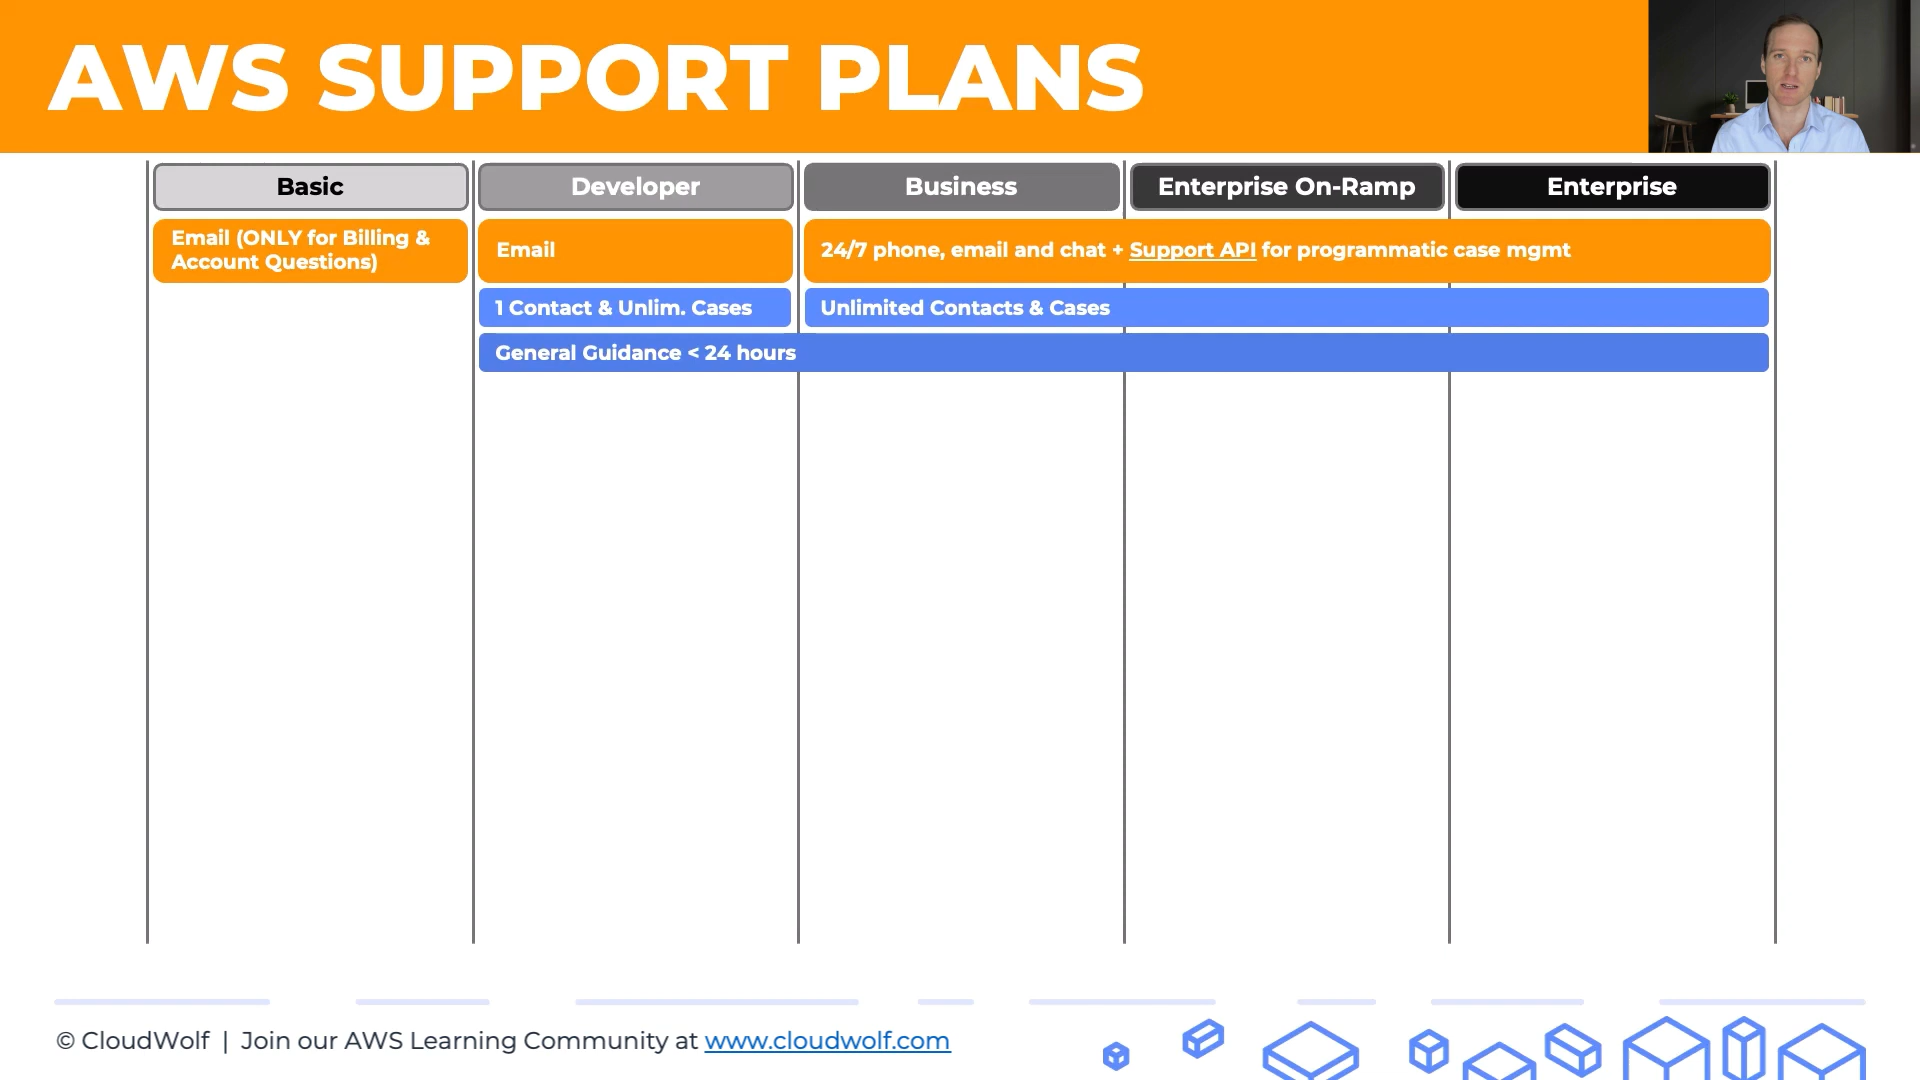 AWS SUPPORT PLANS
Basic
Developer
Business
Enterprise On-Ramp
Enterprise
Email (ONLY for Billing &
Account Questions)
Email
24/7 phone, email and chat + Support API for programmatic case mgmt
1 Contact & Unlim. Cases
Unlimited Contacts & Cases
General Guidance < 24 hours
© CloudWolf | Join our AWS Learning Community at www.cloudwolf.com